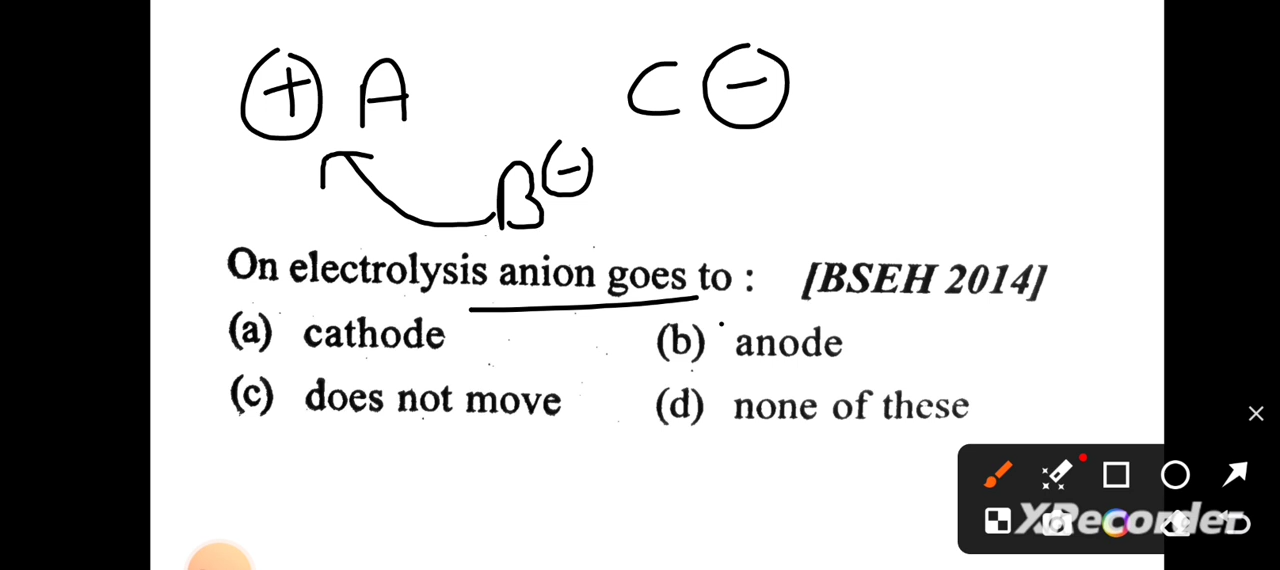 ⊕ A C ⊖
B⊖
On electrolysis anion goes to : [BSEH 2014]
(a) cathode (b) anode
(c) does not move (d) none of these
XRecorder